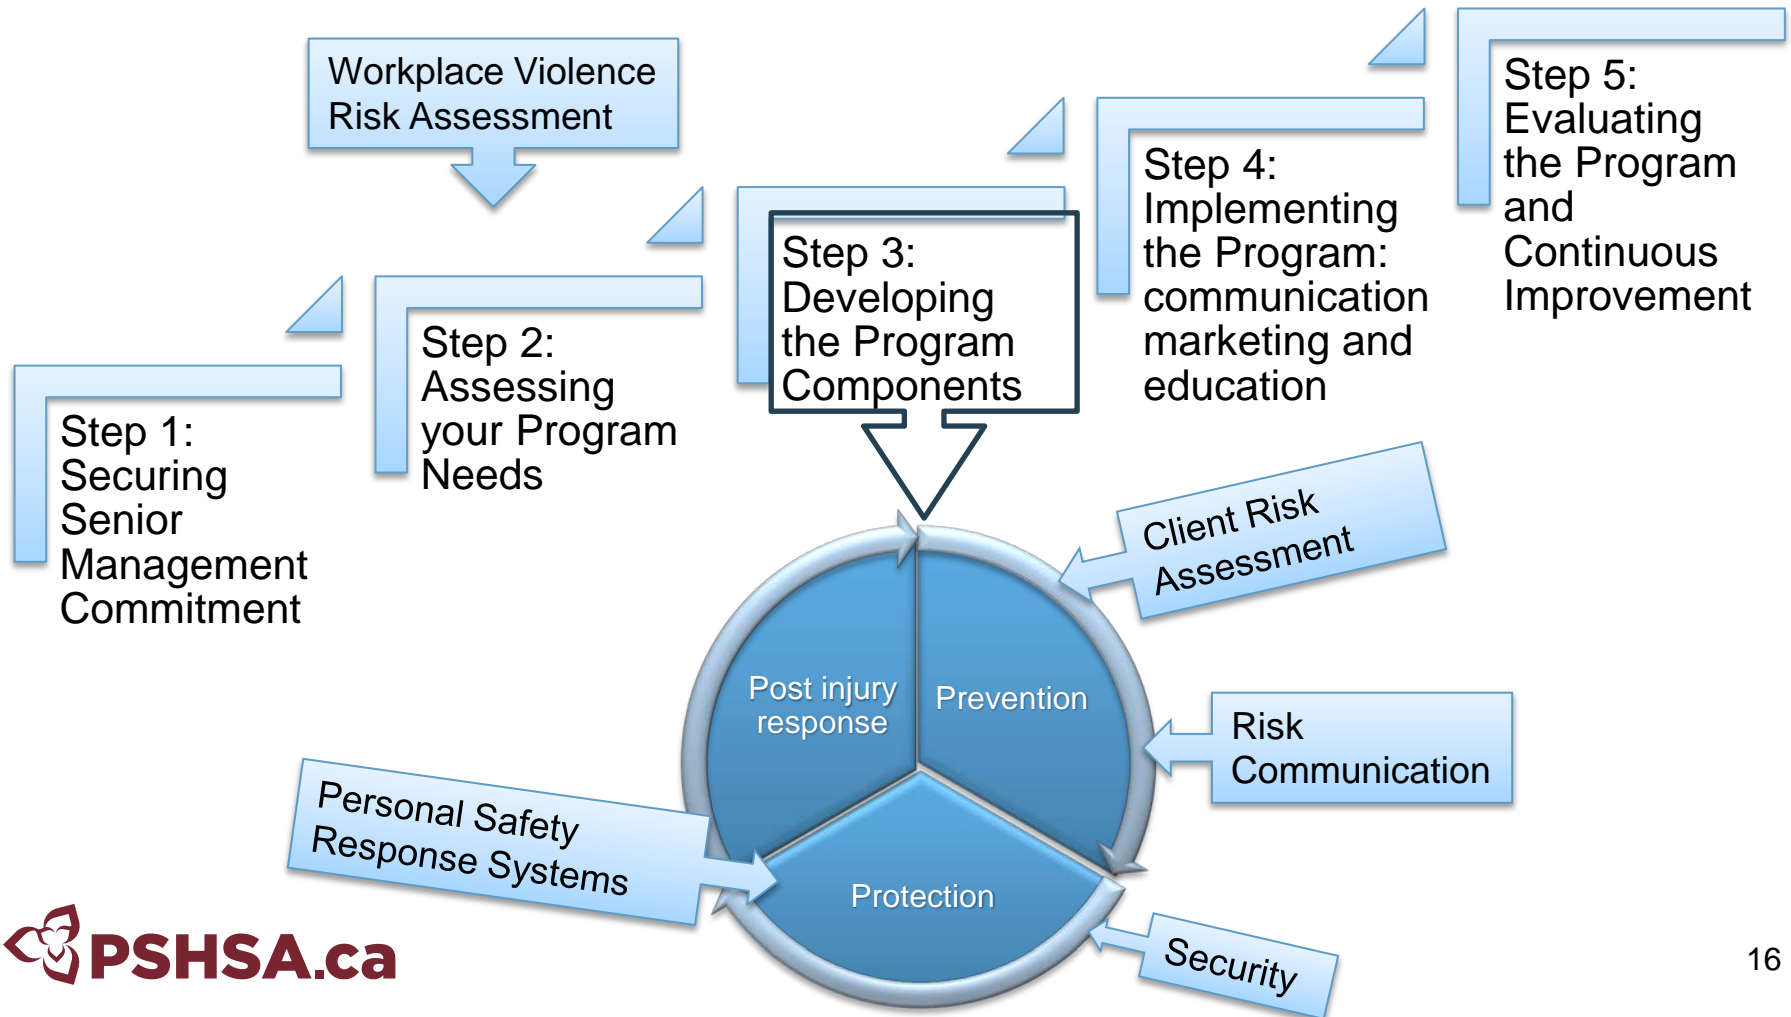 Workplace Violence
Risk Assessment
Step 1:
Securing
Senior
Management
Commitment
Step 2:
Assessing
your Program
Needs
Step 3:
Developing
the Program
Components
Step 4:
Implementing
the Program:
communication
marketing and
education
Step 5:
Evaluating
the Program
and
Continuous
Improvement
Client Risk
Assessment
Post injury
response
Prevention
Risk
Communication
Personal Safety
Response Systems
Protection
Security
PSHSA.ca
16